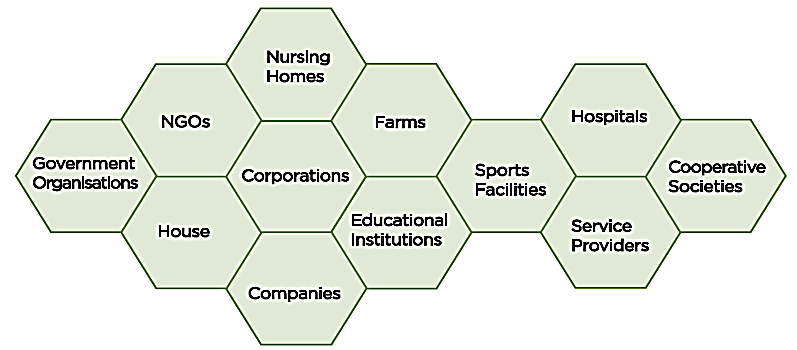 Nursing
Homes
NGOs
Farms
Hospitals
Government
Organisations
Corporations
Sports
Facilities
Cooperative
Societies
House
Educational
Institutions
Service
Providers
Companies